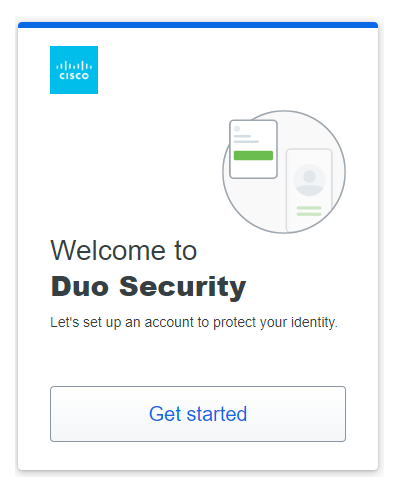 CISCO
Welcome to
Duo Security
Let's set up an account to protect your identity.
Get started